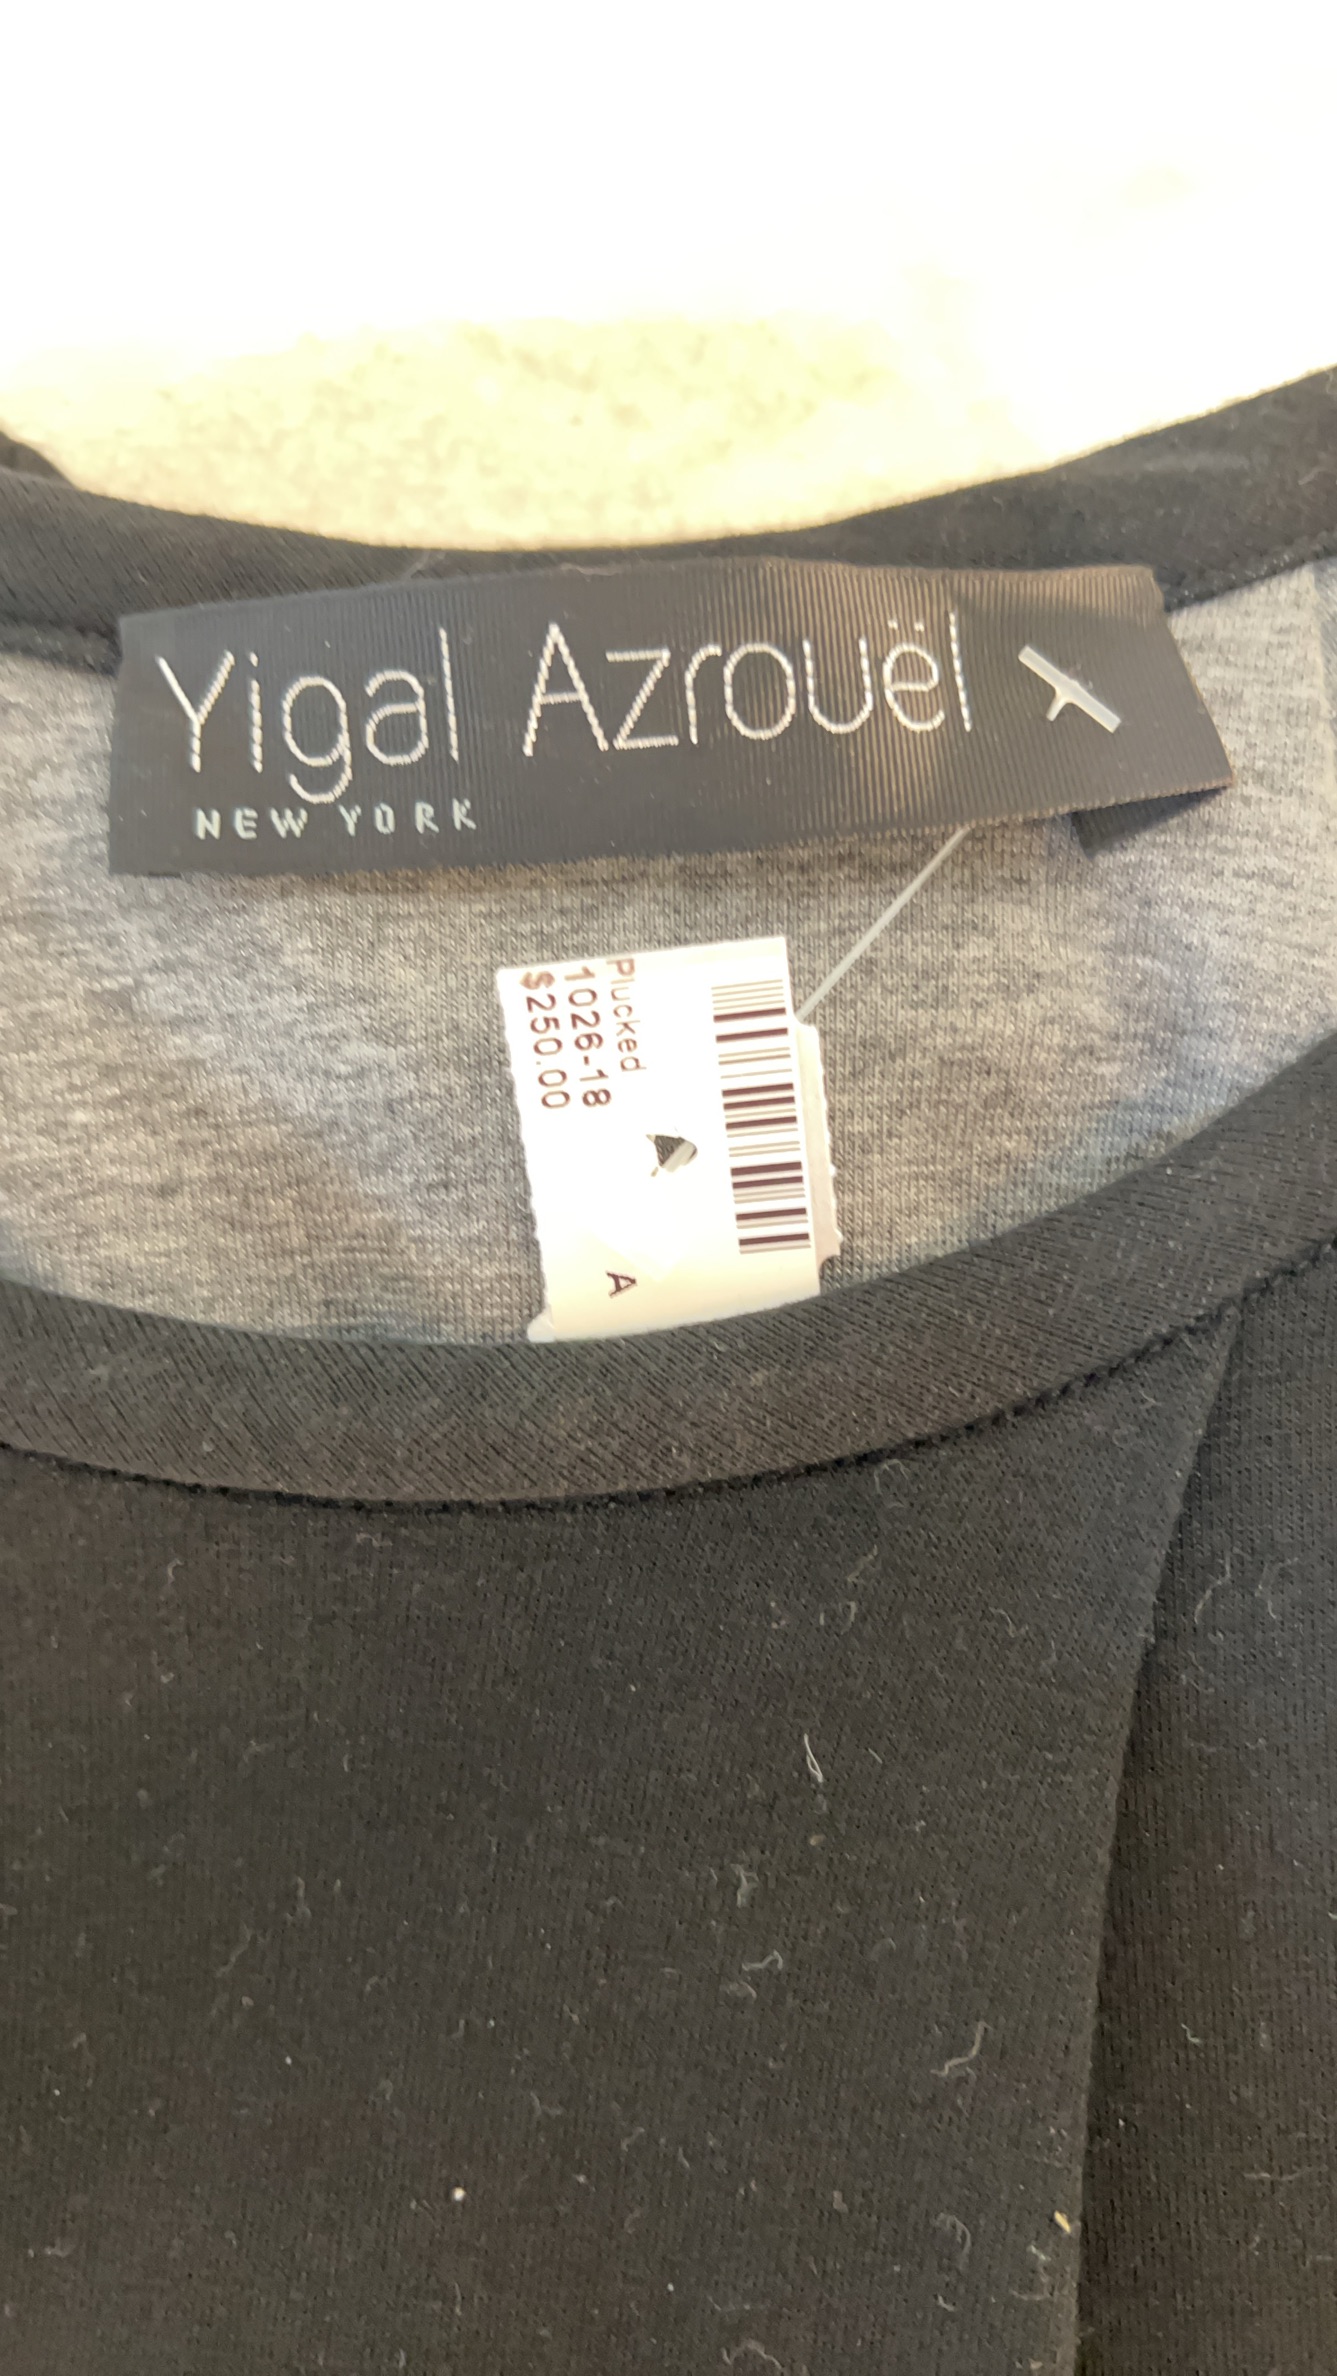 Yigal Azrouël
NEW YORK
Plucked
1026-18
$250.00
A